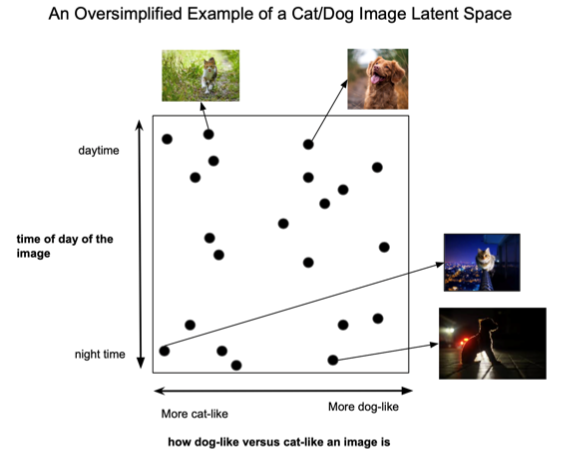 An Oversimplified Example of a Cat/Dog Image Latent Space
daytime
time of day of the
image
night time
More cat-like
More dog-like
how dog-like versus cat-like an image is